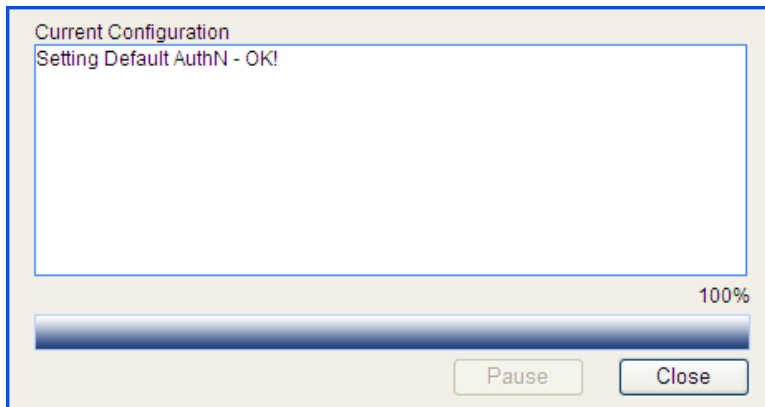 Current Configuration
Setting Default AuthN - OK!
100%
Pause
Close